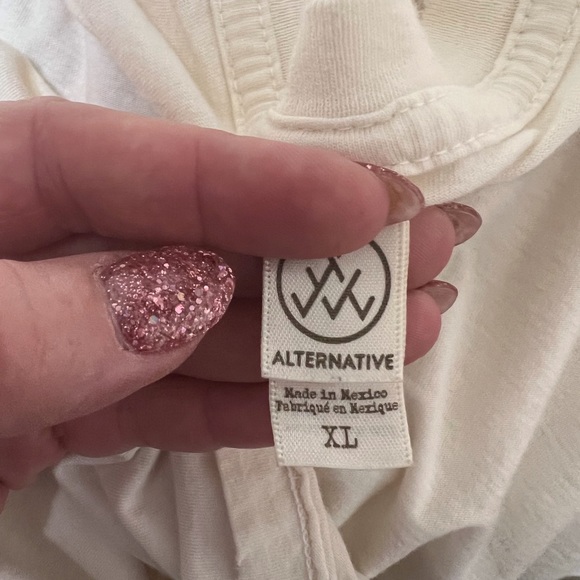 ALTERNATIVE
Made in Mexico
Fabriqué en Mexique
XL